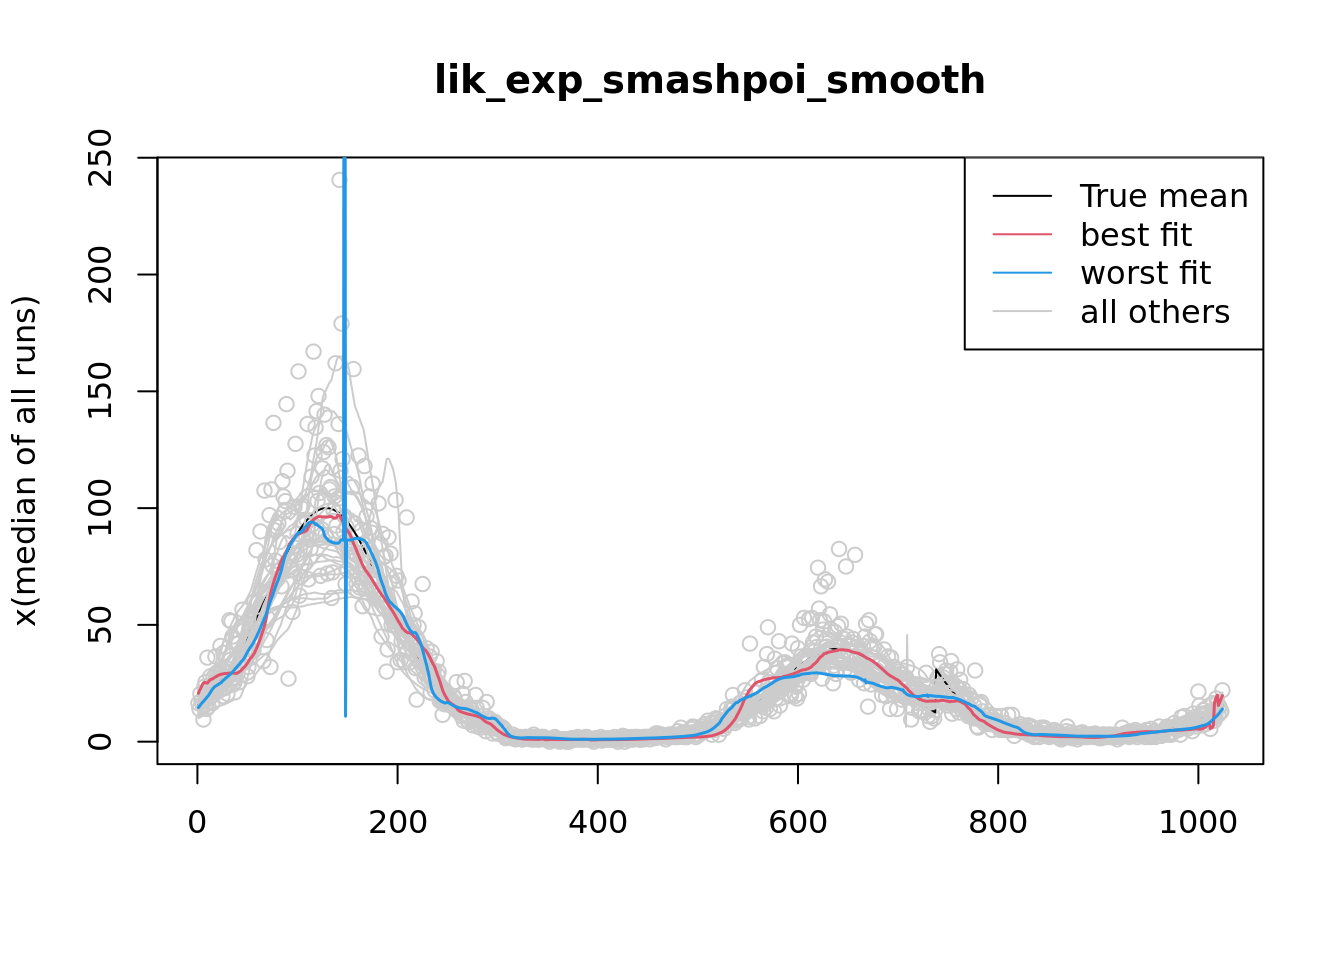 lik_exp_smashpoi_smooth
x(median of all runs)
250
200
150
100
50
0
True mean
best fit
worst fit
all others
0 200 400 600 800 1000